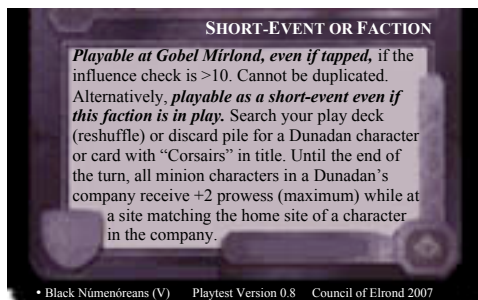 SHORT-EVENT OR FACTION
Playable at Gobel Mírlond, even if tapped, if the
influence check is >10. Cannot be duplicated.
Alternatively, playable as a short-event even if
this faction is in play. Search your play deck
(reshuffle) or discard pile for a Dunadan character
or card with “Corsairs” in title. Until the end of
the turn, all minion characters in a Dunadan’s
company receive +2 prowess (maximum) while at
a site matching the home site of a character
in the company.
• Black Númenóreans (V) Playtest Version 0.8 Council of Elrond 2007